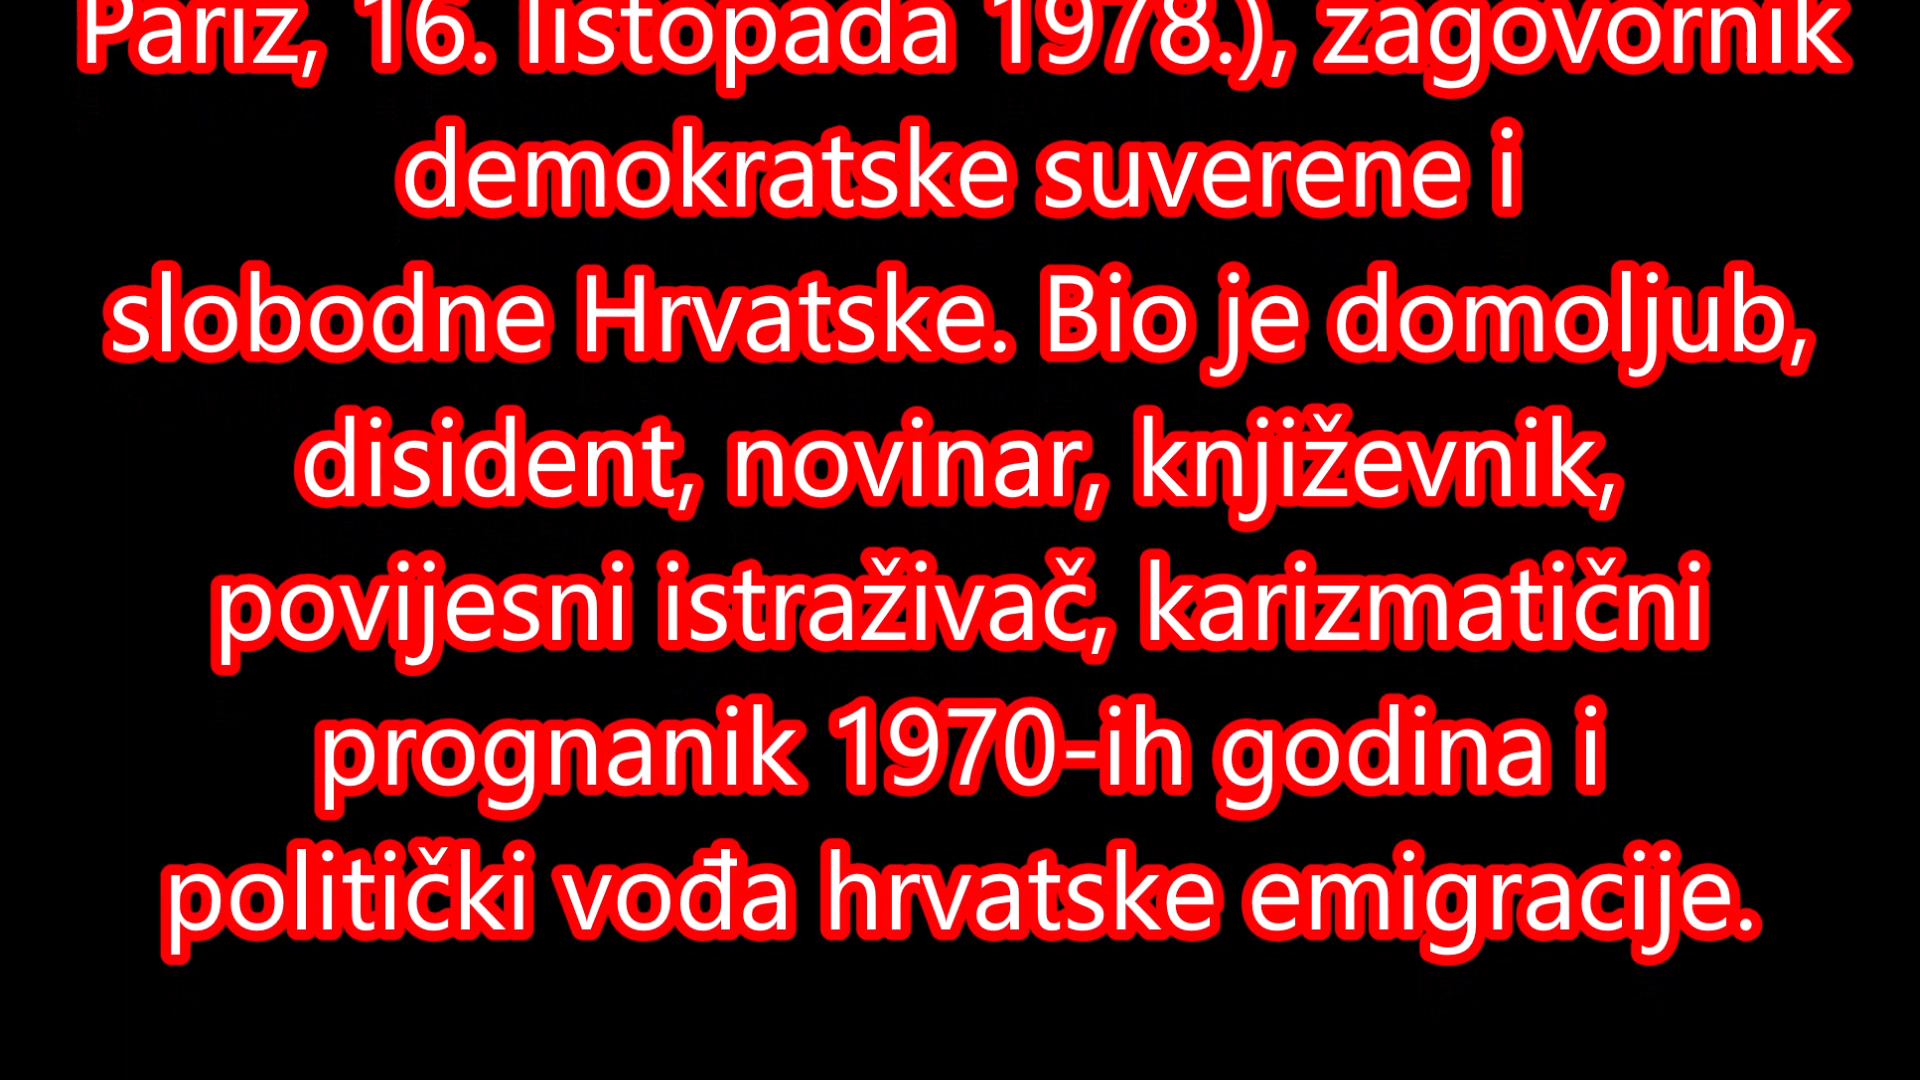 Pariz, 16. listopada 1978.), zagovornik
demokratske suverene i
slobodne Hrvatske. Bio je domoljub,
disident, novinar, književnik,
povijesni istraživač, karizmatični
prognanik 1970-ih godina i
politički vođa hrvatske emigracije.